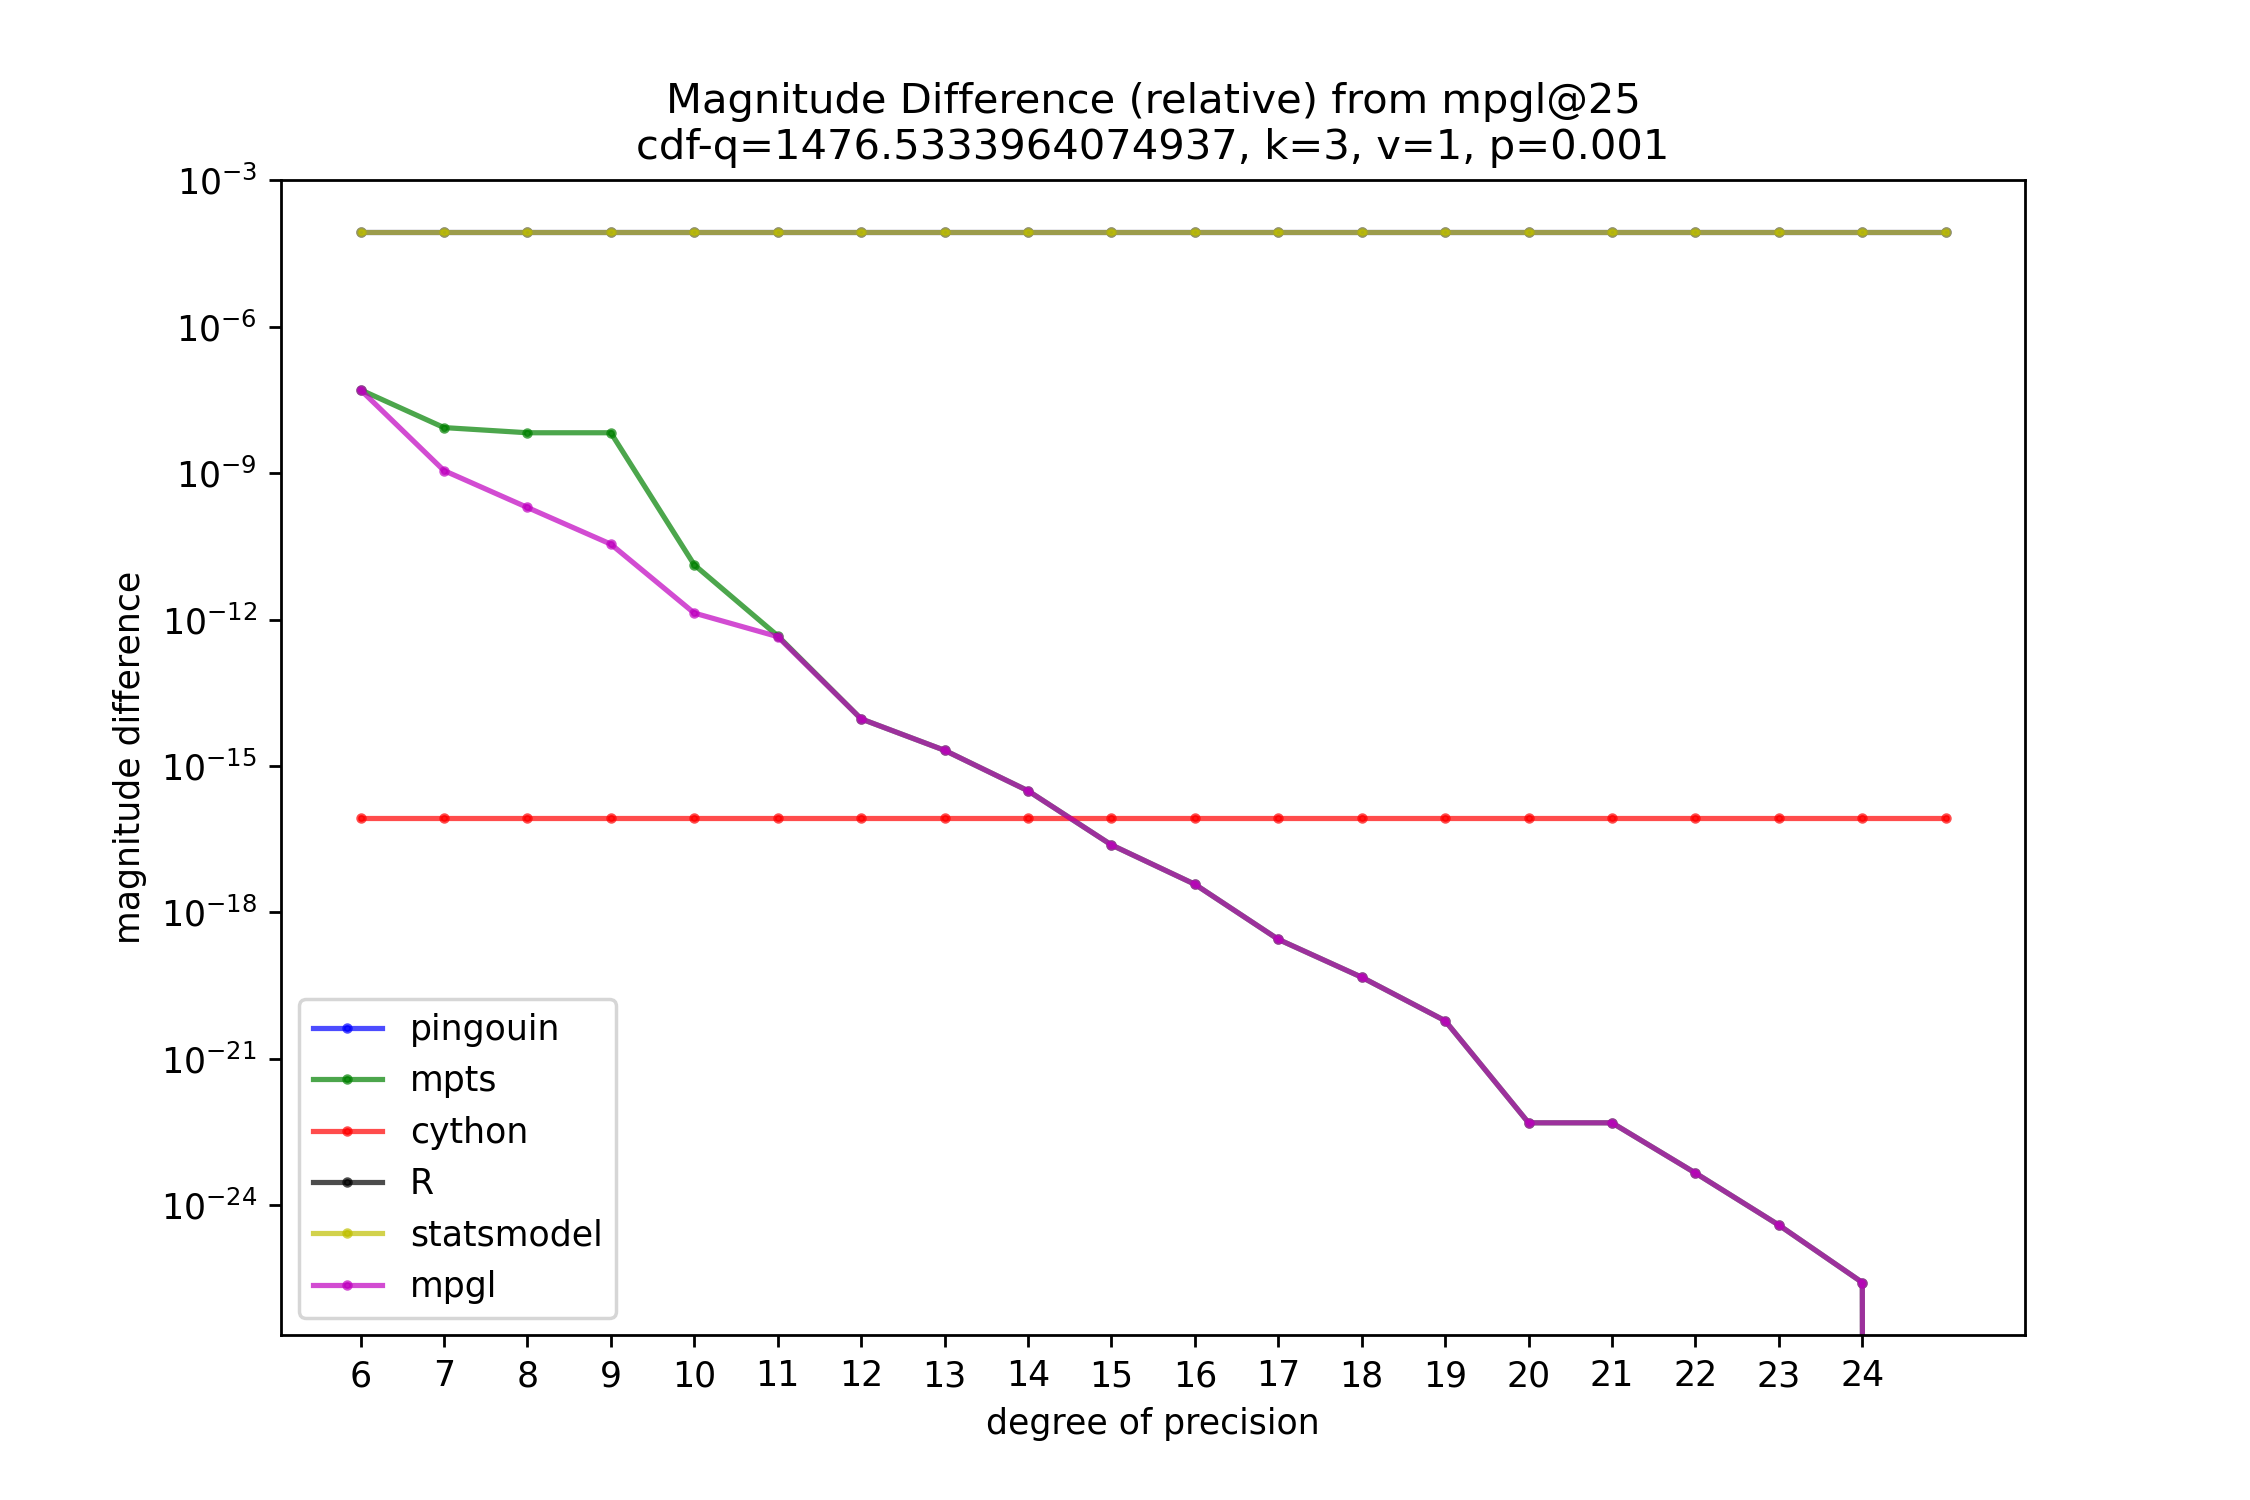 Magnitude Difference (relative) from mpgl@25
cdf-q=1476.5333964074937, k=3, v=1, p=0.001
10⁻³
10⁻⁶
10⁻⁹
10⁻¹²
10⁻¹⁵
10⁻¹⁸
10⁻²¹
10⁻²⁴
magnitude difference
pingouin
mpts
cython
R
statsmodel
mpgl
6 7 8 9 10 11 12 13 14 15 16 17 18 19 20 21 22 23 24
degree of precision